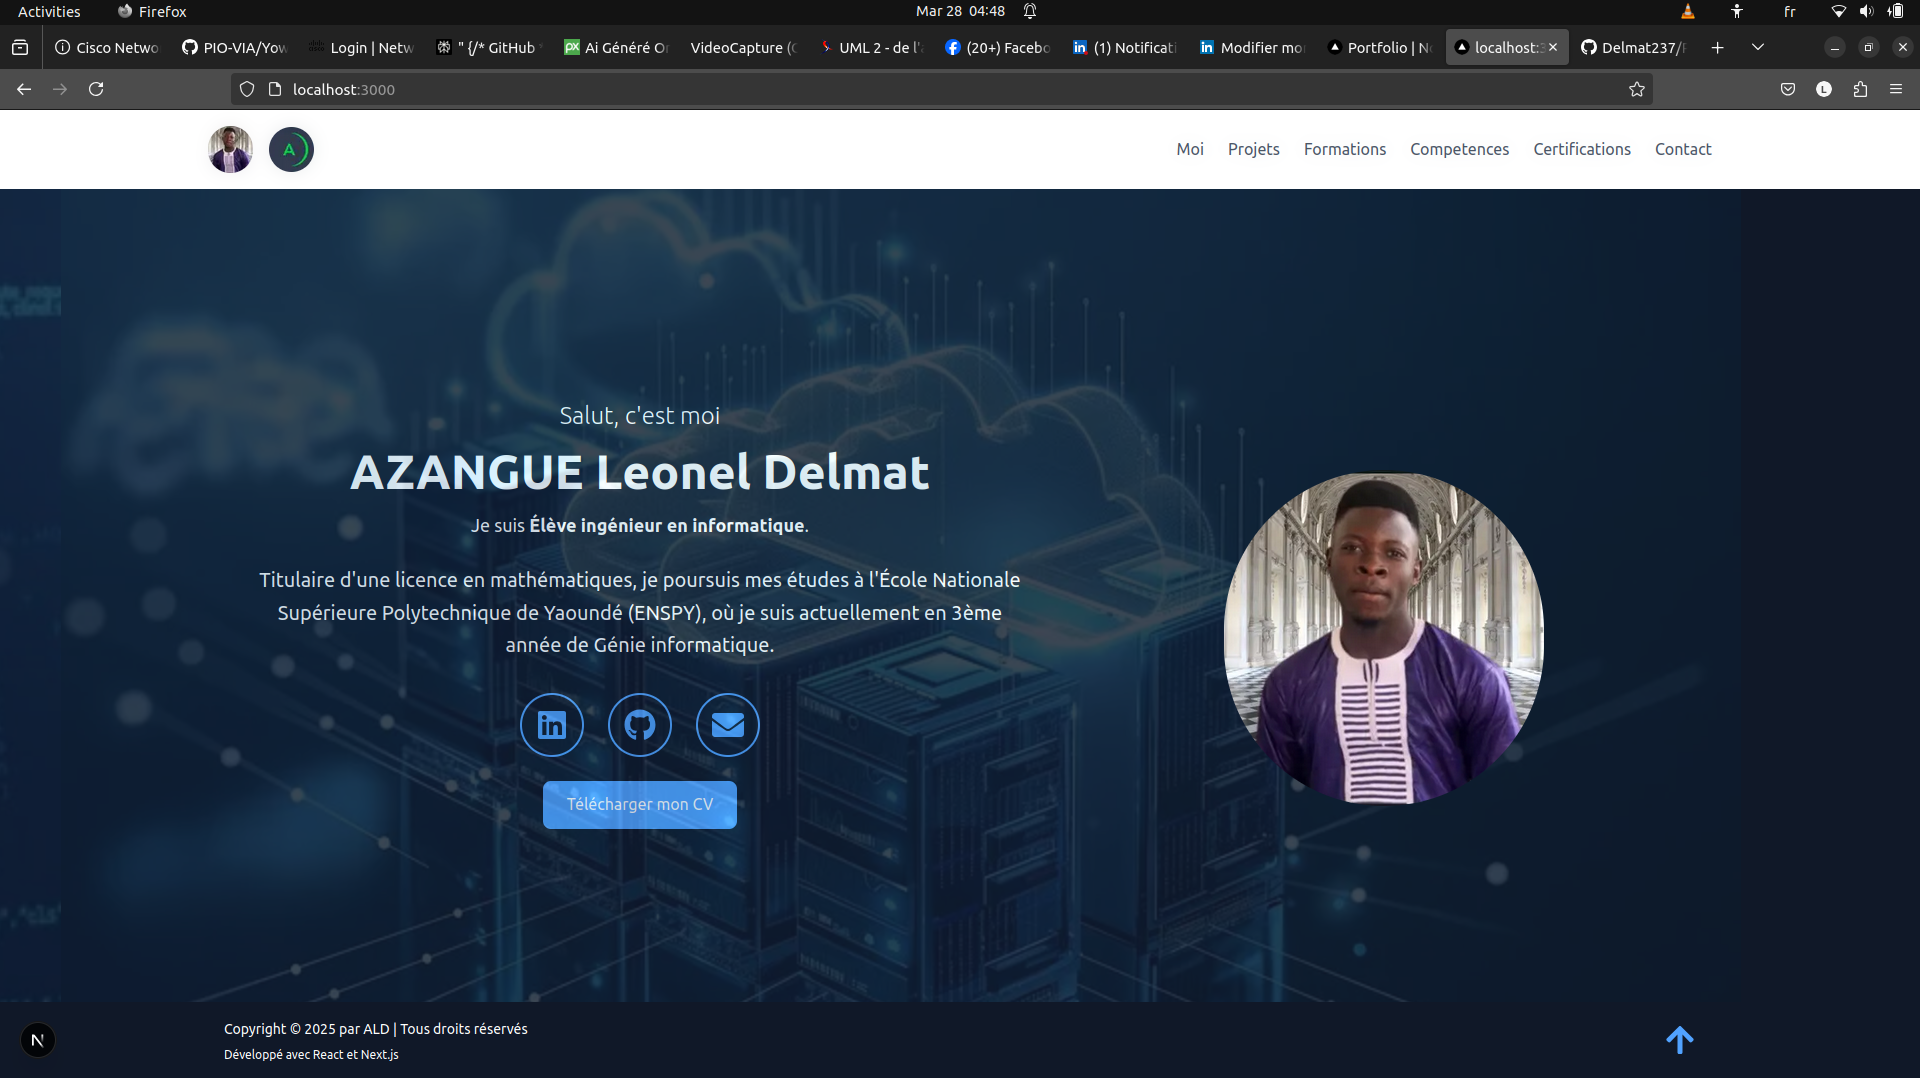 Activities Firefox Mar 28 04:48 fr
Cisco Netwo PIO-VIA/Yow Login | Netw " {/* GitHub Ai Généré Or VideoCapture (C UML 2 - de l'a (20+) Facebo (1) Notificati Modifier mo Portfolio | Ne localhost:3 Delmat237/
localhost:3000 L
A Moi Projets Formations Competences Certifications Contact
Salut, c'est moi
AZANGUE Leonel Delmat
Je suis Élève ingénieur en informatique.
Titulaire d'une licence en mathématiques, je poursuis mes études à l'École Nationale
Supérieure Polytechnique de Yaoundé (ENSPY), où je suis actuellement en 3ème
année de Génie informatique.
Télécharger mon CV
Copyright © 2025 par ALD | Tous droits réservés
N
Développé avec React et Next.js